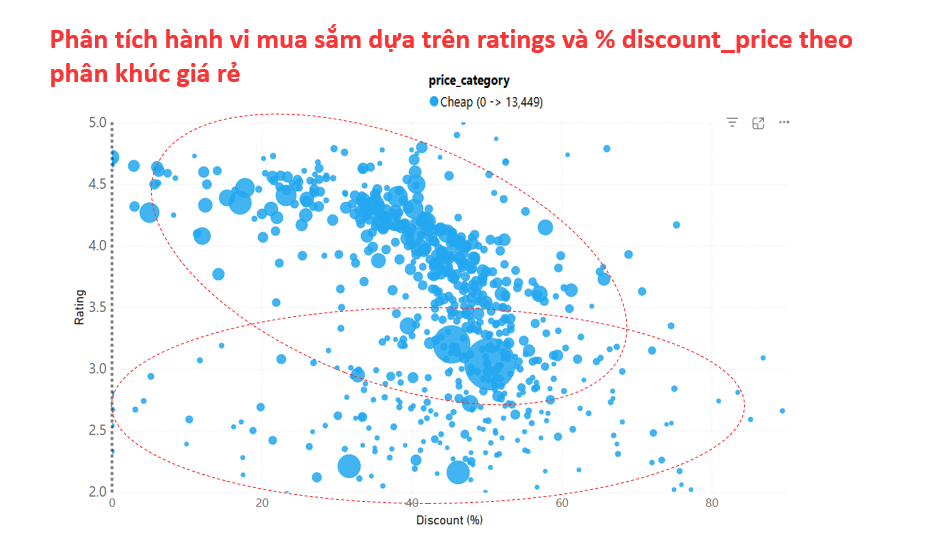 Phân tích hành vi mua sắm dựa trên ratings và % discount_price theo
phân khúc giá rẻ
price_category
Cheap (0 -> 13,449)
5.0
4.5
4.0
3.5
3.0
2.5
2.0
Rating
0
20
40
60
80
Discount (%)